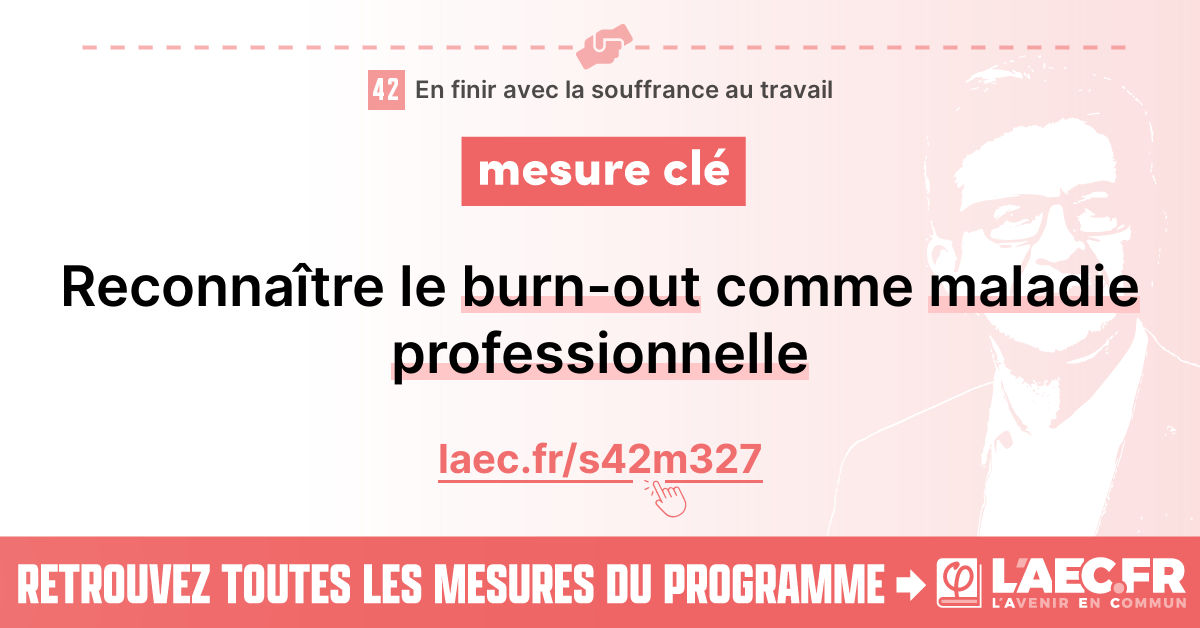 42 En finir avec la souffrance au travail
mesure clé
Reconnaître le burn-out comme maladie
professionnelle
laec.fr/s42m327
RETROUVEZ TOUTES LES MESURES DU PROGRAMME
φ L'AEC.FR
L'AVENIR EN COMMUN